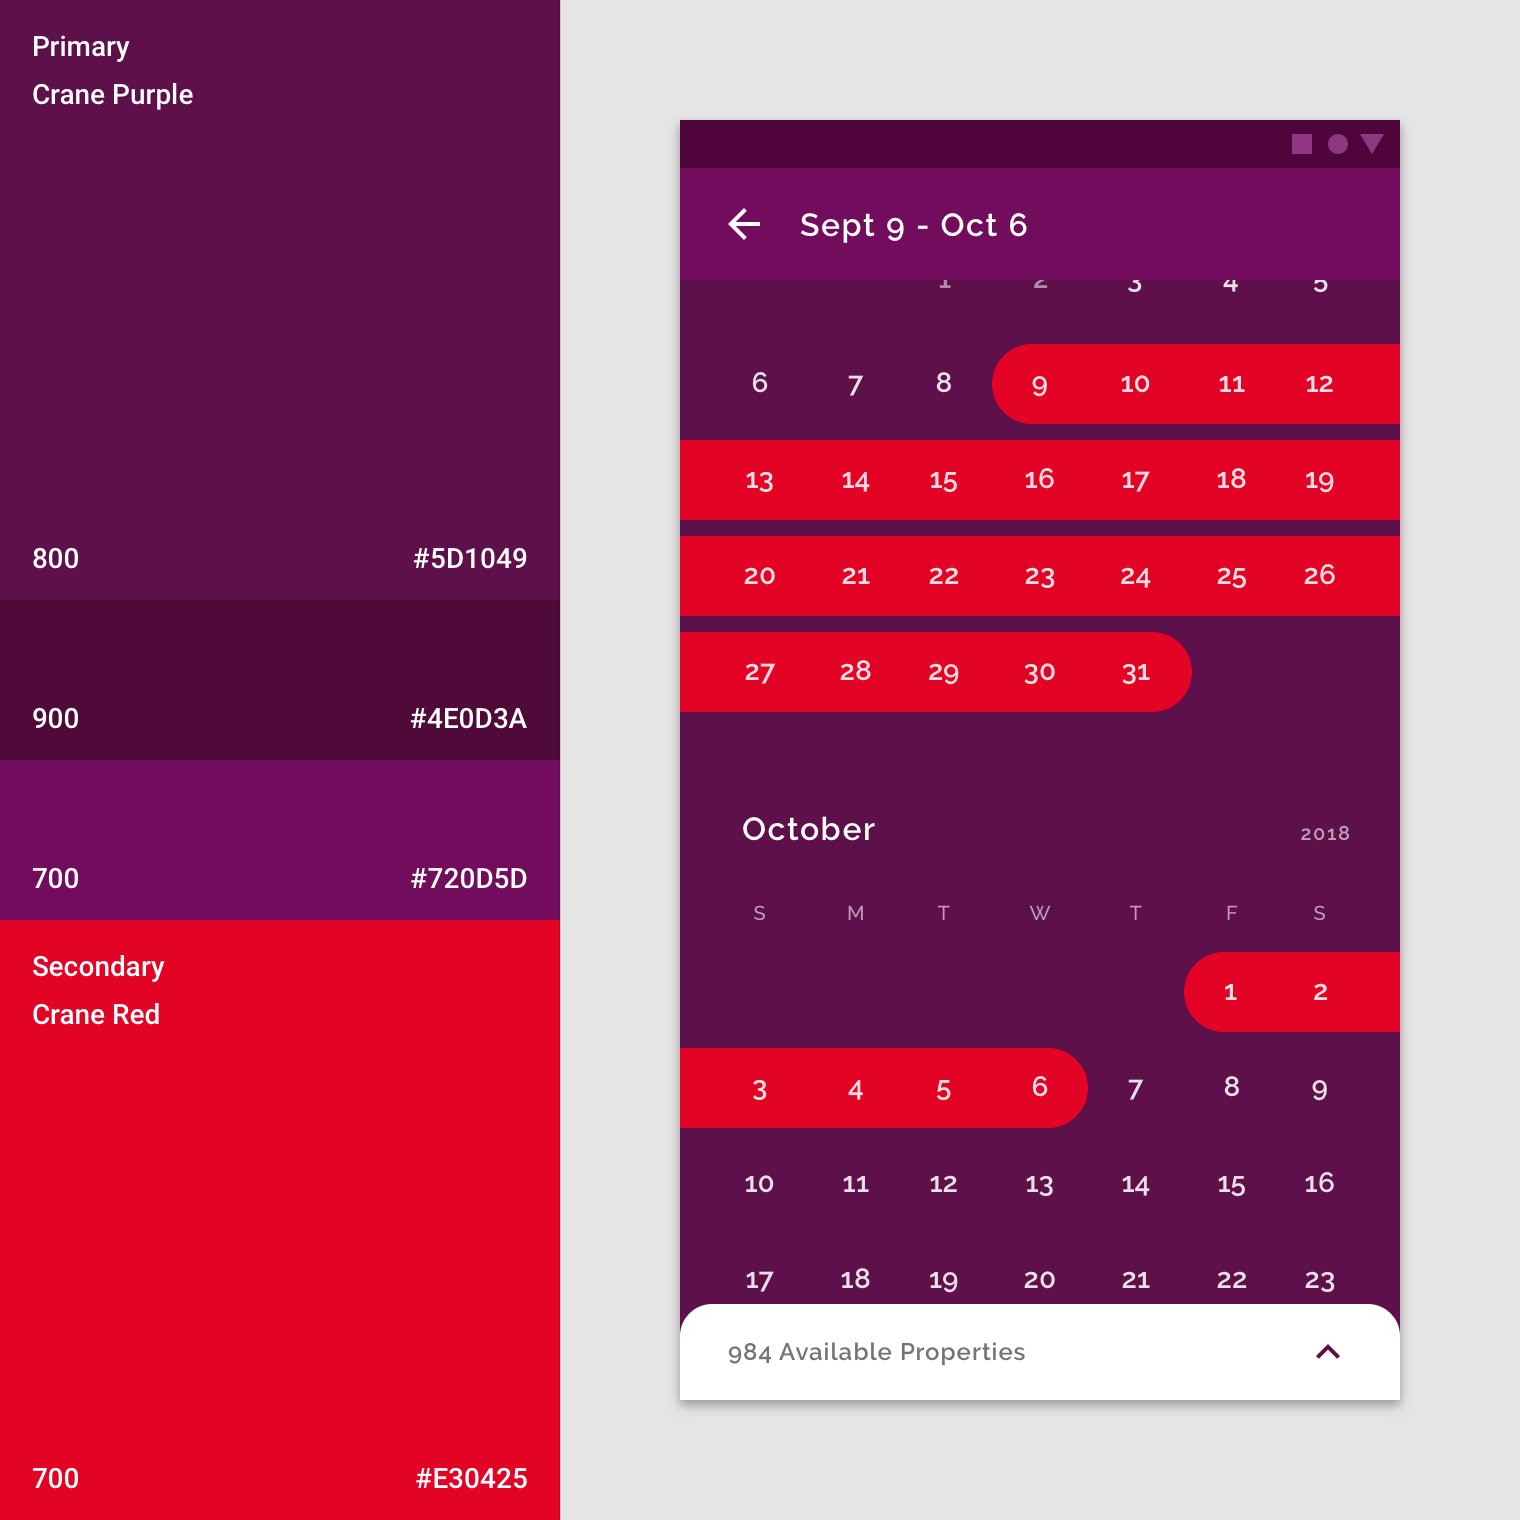 Primary
Crane Purple
800 #5D1049
900 #4E0D3A
700 #720D5D
Secondary
Crane Red
700 #E30425
Sept 9 - Oct 6
1 2 3 4 5
6 7 8 9 10 11 12
13 14 15 16 17 18 19
20 21 22 23 24 25 26
27 28 29 30 31
October 2018
S M T W T F S
1 2
3 4 5 6 7 8 9
10 11 12 13 14 15 16
17 18 19 20 21 22 23
984 Available Properties